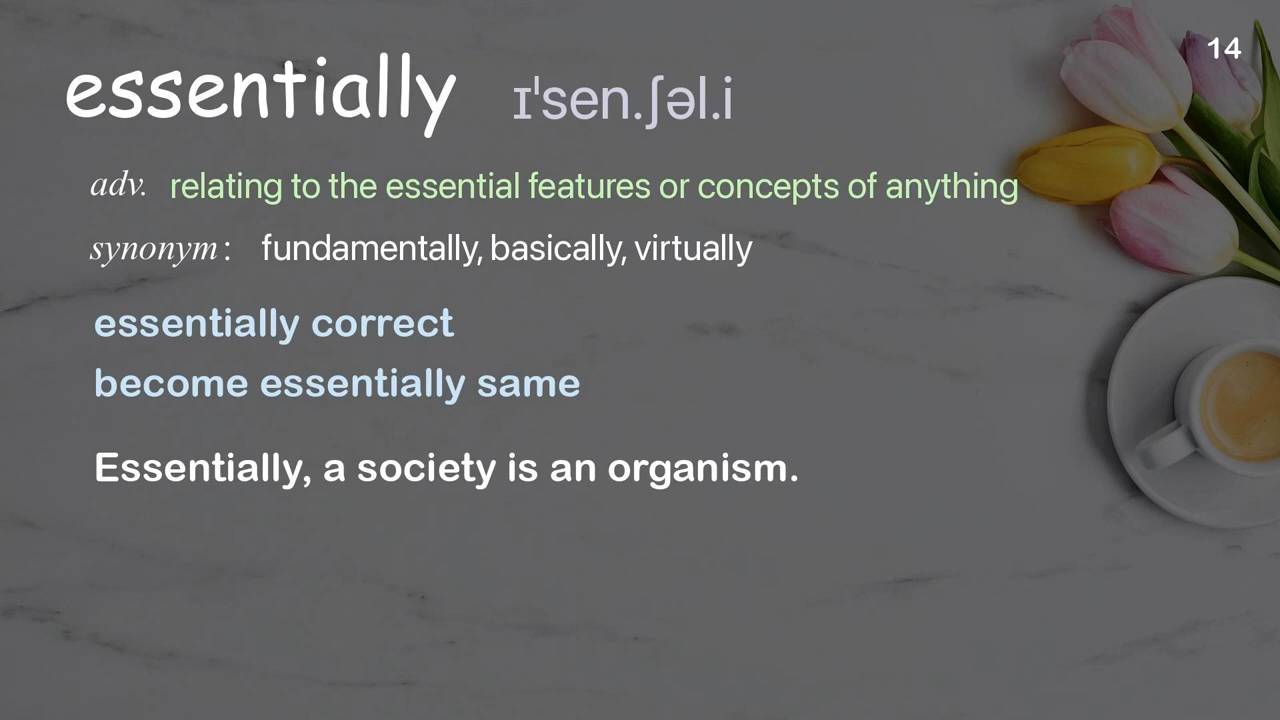 14
essentially ɪˈsen.ʃəl.i
adv. relating to the essential features or concepts of anything
synonym: fundamentally, basically, virtually
essentially correct
become essentially same
Essentially, a society is an organism.